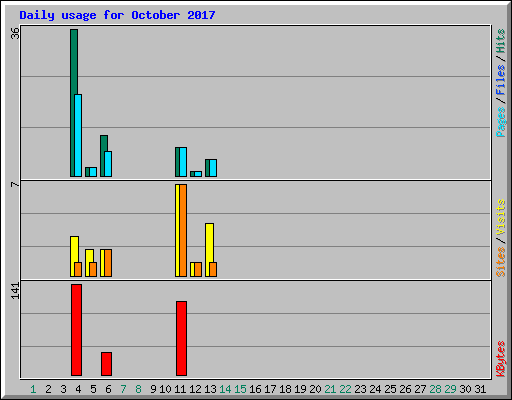 Daily usage for October 2017
36
Pages/Files/Hits
7
Sites/Visits
141
KBytes
1 2 3 4 5 6 7 8 9 10 11 12 13 14 15 16 17 18 19 20 21 22 23 24 25 26 27 28 29 30 31